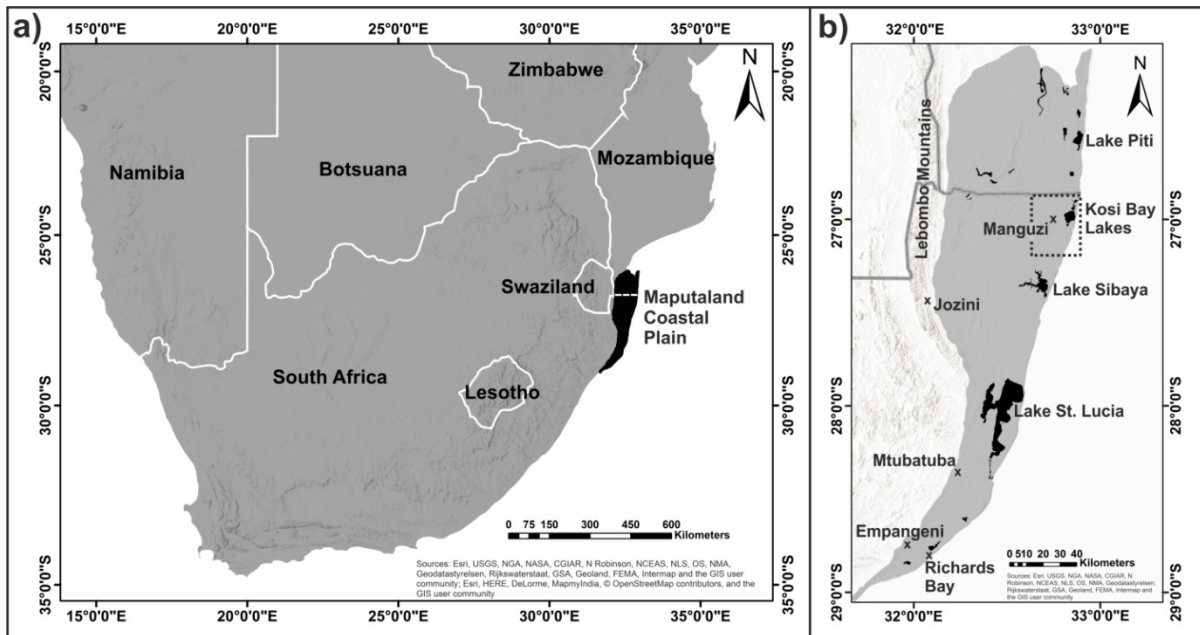 a)
15°0'0"E
20°0'0"E
25°0'0"E
30°0'0"E
35°0'0"E
20°0'0"S
25°0'0"S
30°0'0"S
35°0'0"S
Zimbabwe
N
Namibia
Botsuana
Mozambique
Swaziland
Maputaland
Coastal
Plain
South Africa
Lesotho
0 75 150 300 450 600
Kilometers
Sources: Esri, USGS, NGA, NASA, CGIAR, N Robinson, NCEAS, NLS, OS, NMA,
Geodatastyrelsen, Rijkswaterstaat, GSA, Geoland, FEMA, Intermap and the GIS user
community; Esri, HERE, DeLorme, MapmyIndia, © OpenStreetMap contributors, and the
GIS user community
20°0'0"S
25°0'0"S
30°0'0"S
35°0'0"S
15°0'0"E
20°0'0"E
25°0'0"E
30°0'0"E
35°0'0"E
b)
32°0'0"E
33°0'0"E
N
Lebombo Mountains
Lake Piti
27°0'0"S
Manguzi x
Kosi Bay
Lakes
27°0'0"S
Lake Sibaya
x Jozini
28°0'0"S
Lake St. Lucia
28°0'0"S
Mtubatuba
x
Empangeni
x
x
Richards
Bay
0 5 10 20 30 40
Kilometers
Sources: Esri, USGS, NGA, NASA, CGIAR, N
Robinson, NCEAS, NLS, OS, NMA, Geodatastyrelsen,
Rijkswaterstaat, GSA, Geoland, FEMA, Intermap and
the GIS user community
29°0'0"S
29°0'0"S
32°0'0"E
33°0'0"E